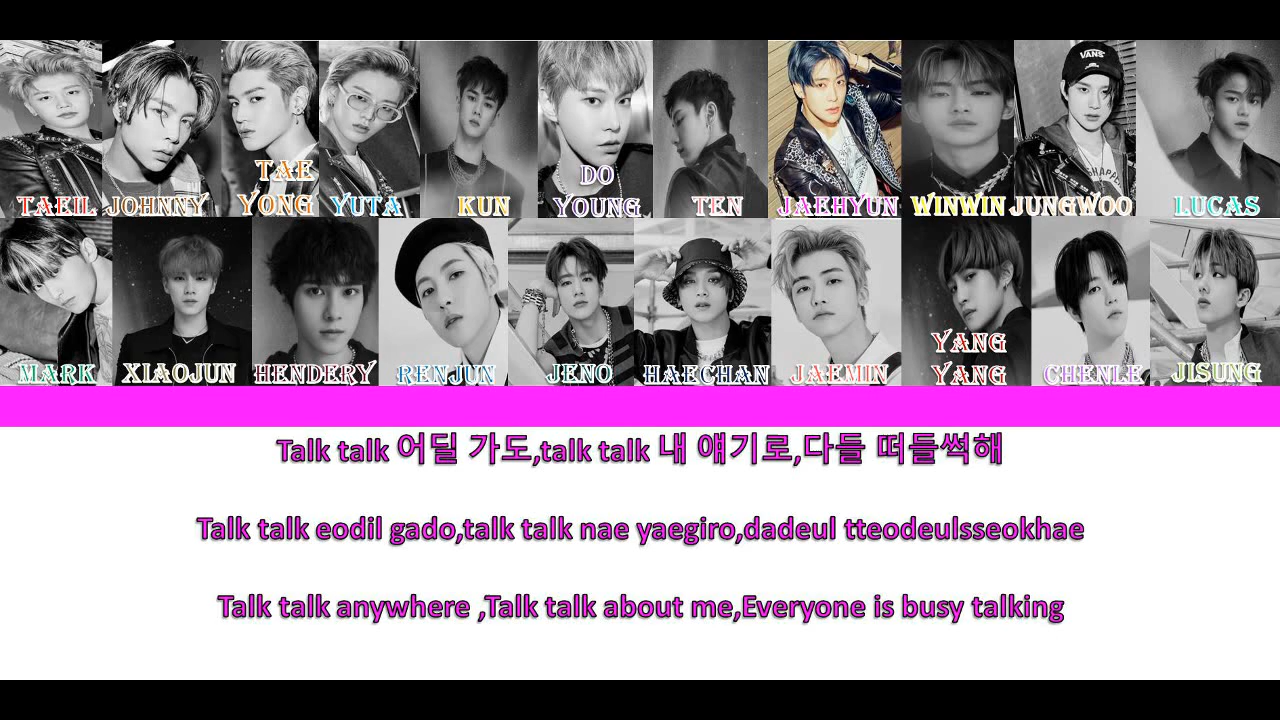 VANS
TAEIL
JOHNNY
TAE
YONG
YUTA
KUN
DO
YOUNG
TEN
JAEHYUN
WINWIN
JUNGWOO
LUCAS
MARK
XIAOJUN
HENDERY
RENJUN
JENO
HAECHAN
JAEMIN
YANG
YANG
CHENLE
JISUNG
Talk talk 어딜 가도,talk talk 내 얘기로,다들 떠들썩해
Talk talk eodil gado,talk talk nae yaegiro,dadeul tteodeulsseokhae
Talk talk anywhere ,Talk talk about me,Everyone is busy talking